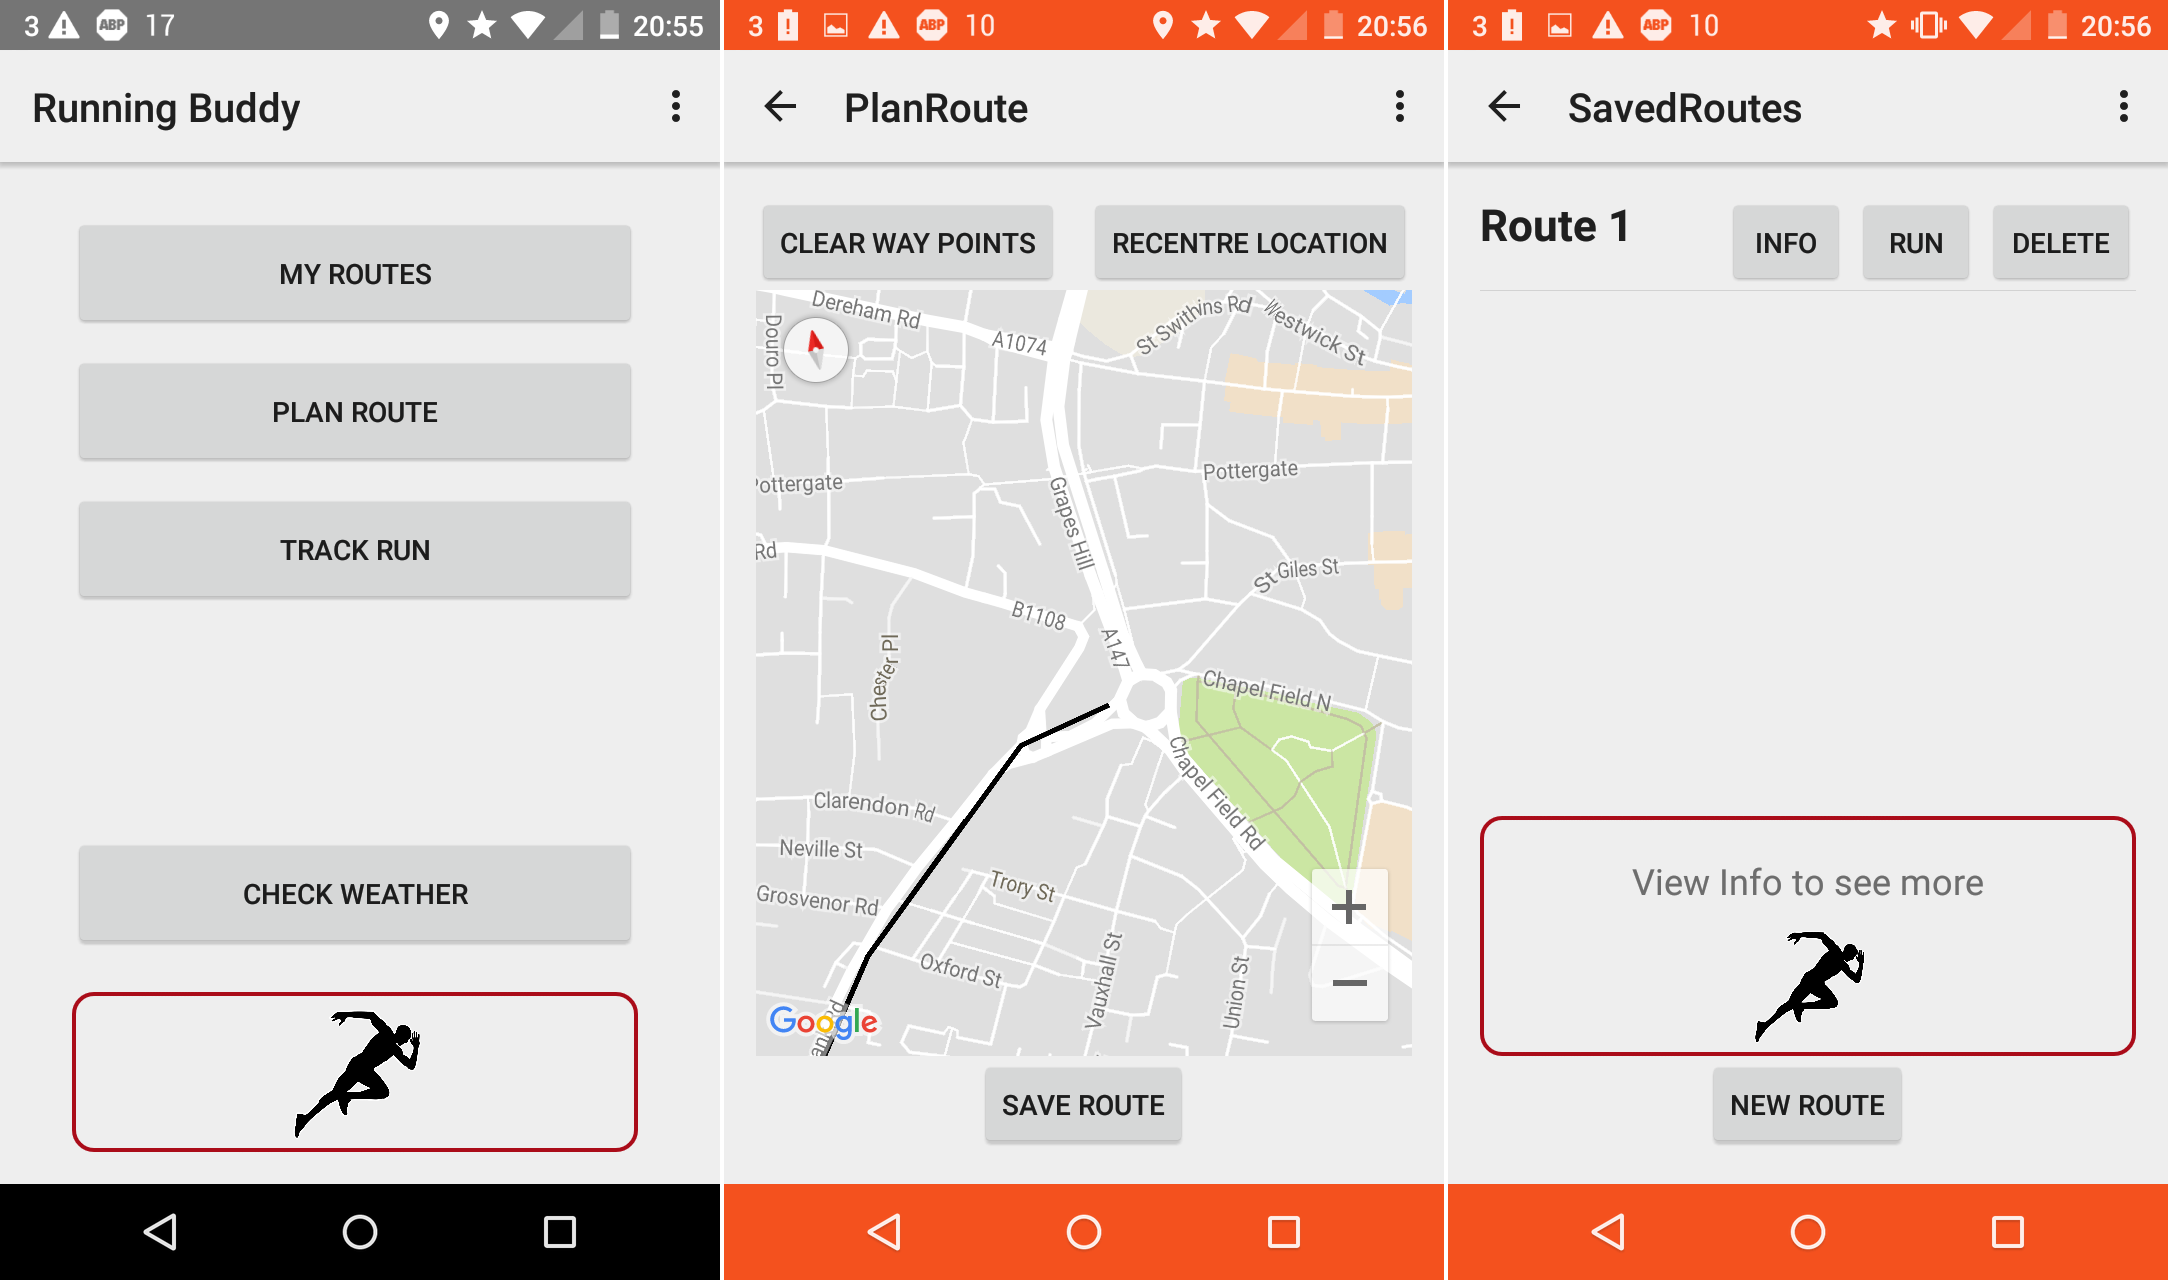 3 ABP 17 20:55
Running Buddy
MY ROUTES
PLAN ROUTE
TRACK RUN
CHECK WEATHER
3 ABP 10 20:56
PlanRoute
CLEAR WAY POINTS RECENTRE LOCATION
Dereham Rd
Douro Pl
A1074
St Swithins Rd
Westwick St
Pottergate
Pottergate
Grapes Hill
Rd
St Giles St
B1108
A147
Chester Pl
Chapel Field N
Chapel Field Rd
Clarendon Rd
Neville St
Grosvenor Rd
Trory St
Oxford St
Vauxhall St
Union St
Google
SAVE ROUTE
3 ABP 10 20:56
SavedRoutes
Route 1 INFO RUN DELETE
View Info to see more
NEW ROUTE